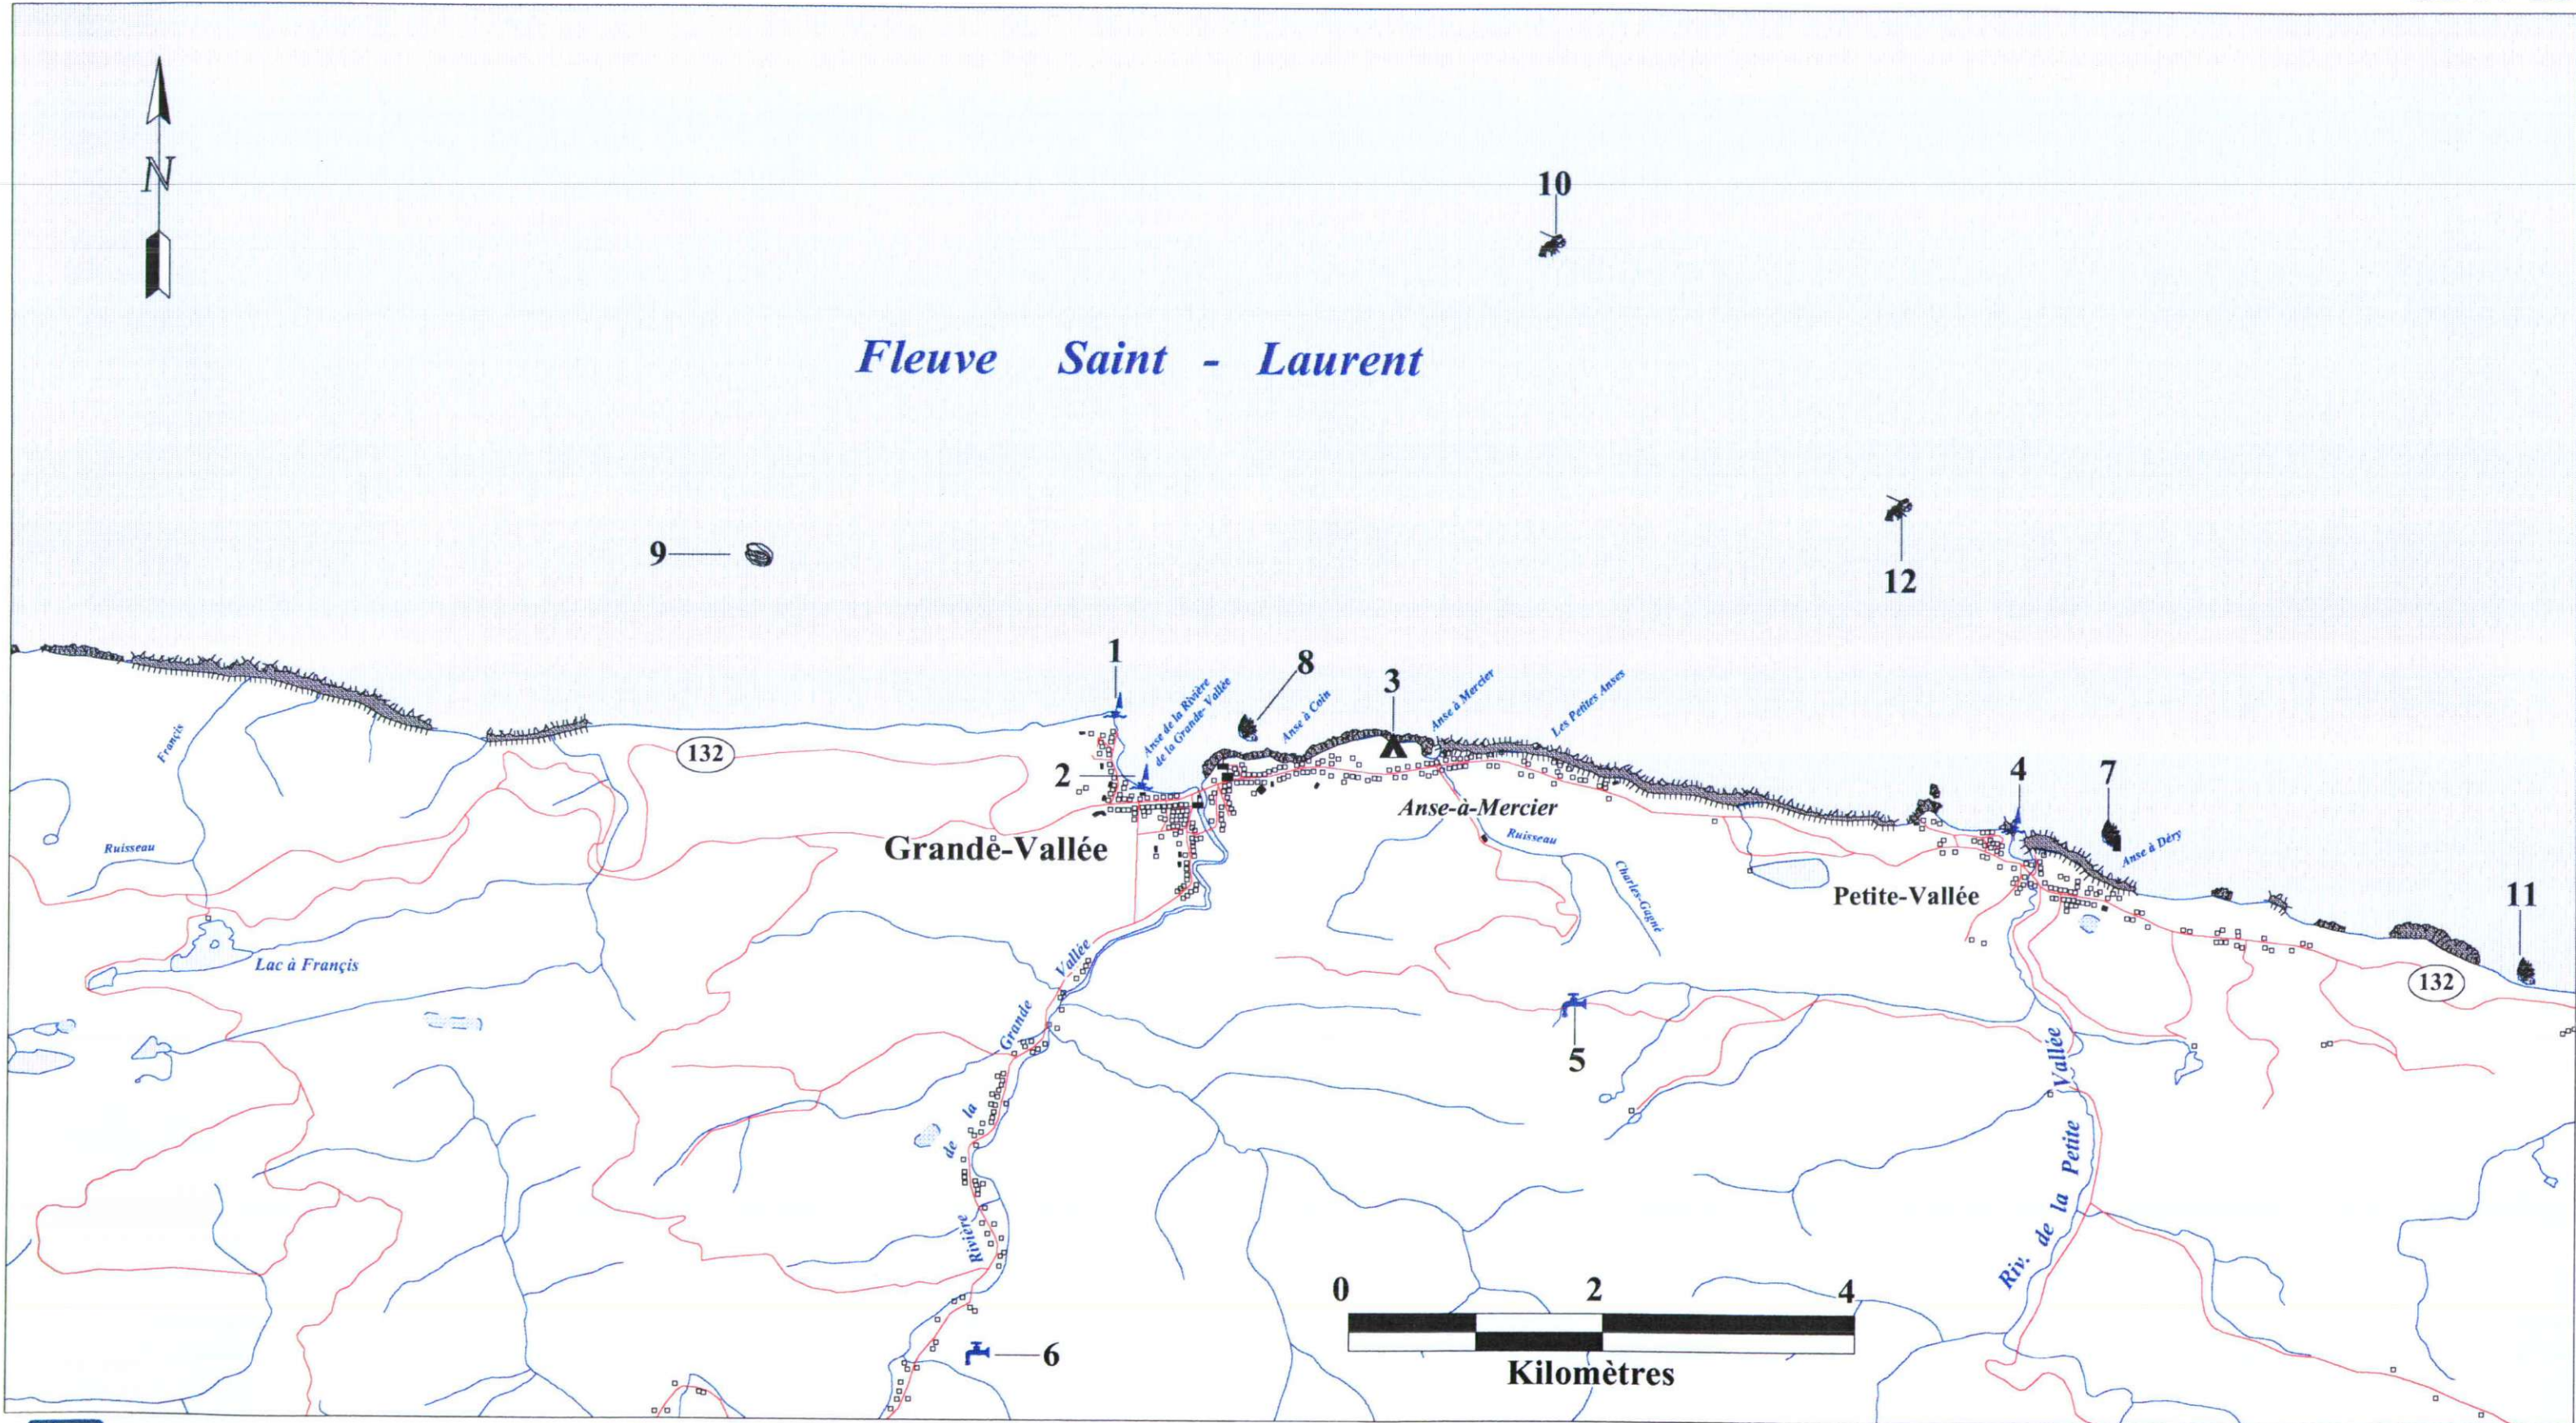 N
10
Fleuve Saint - Laurent
9
12
1
8
3
Anse de la Rivière
de la Grande-Vallée
Anse à Coin
Anse à Mercier
Les Petites Anses
Françis
132
2
4
7
Anse-à-Mercier
Grande-Vallée
Ruisseau
Ruisseau
Charles-Gagné
Anse à Déry
Petite-Vallée
11
Lac à Françis
132
5
Rivière de la Grande Vallée
Riv. de la Petite Vallée
0 2 4
Kilomètres
6